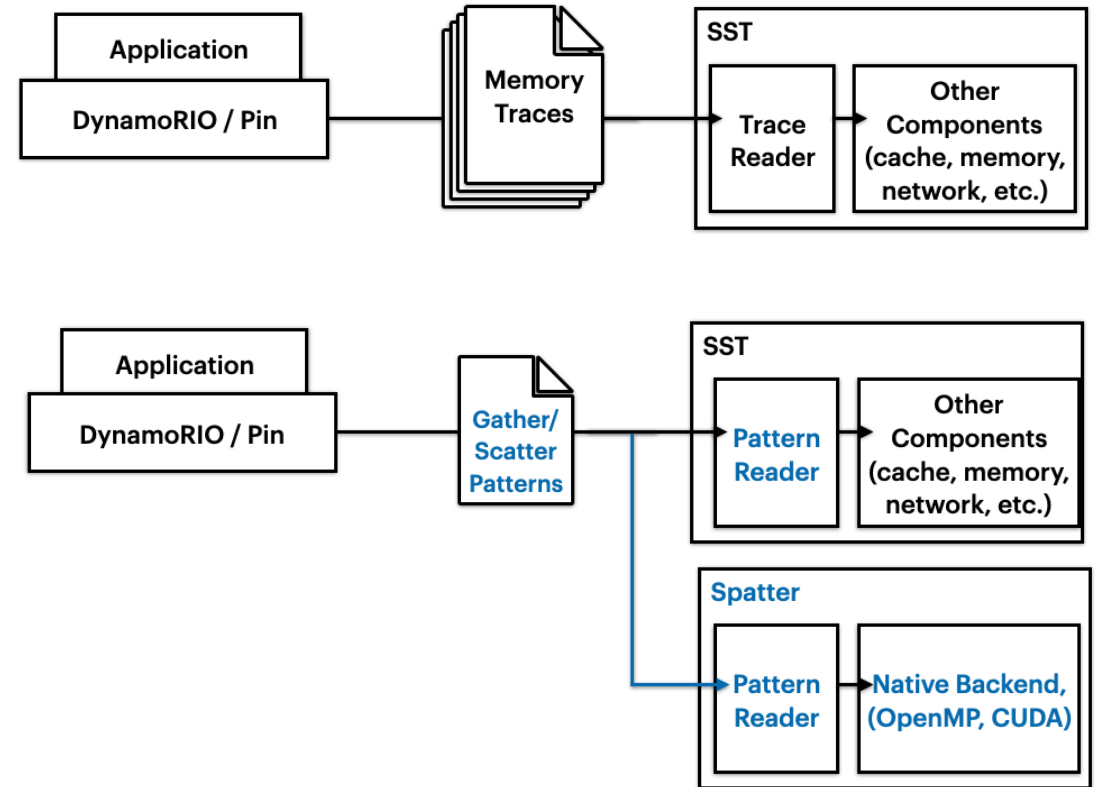 Application
DynamoRIO / Pin
Memory
Traces
SST
Trace
Reader
Other
Components
(cache, memory,
network, etc.)
Application
DynamoRIO / Pin
Gather/
Scatter
Patterns
SST
Pattern
Reader
Other
Components
(cache, memory,
network, etc.)
Spatter
Pattern
Reader
Native Backend,
(OpenMP, CUDA)